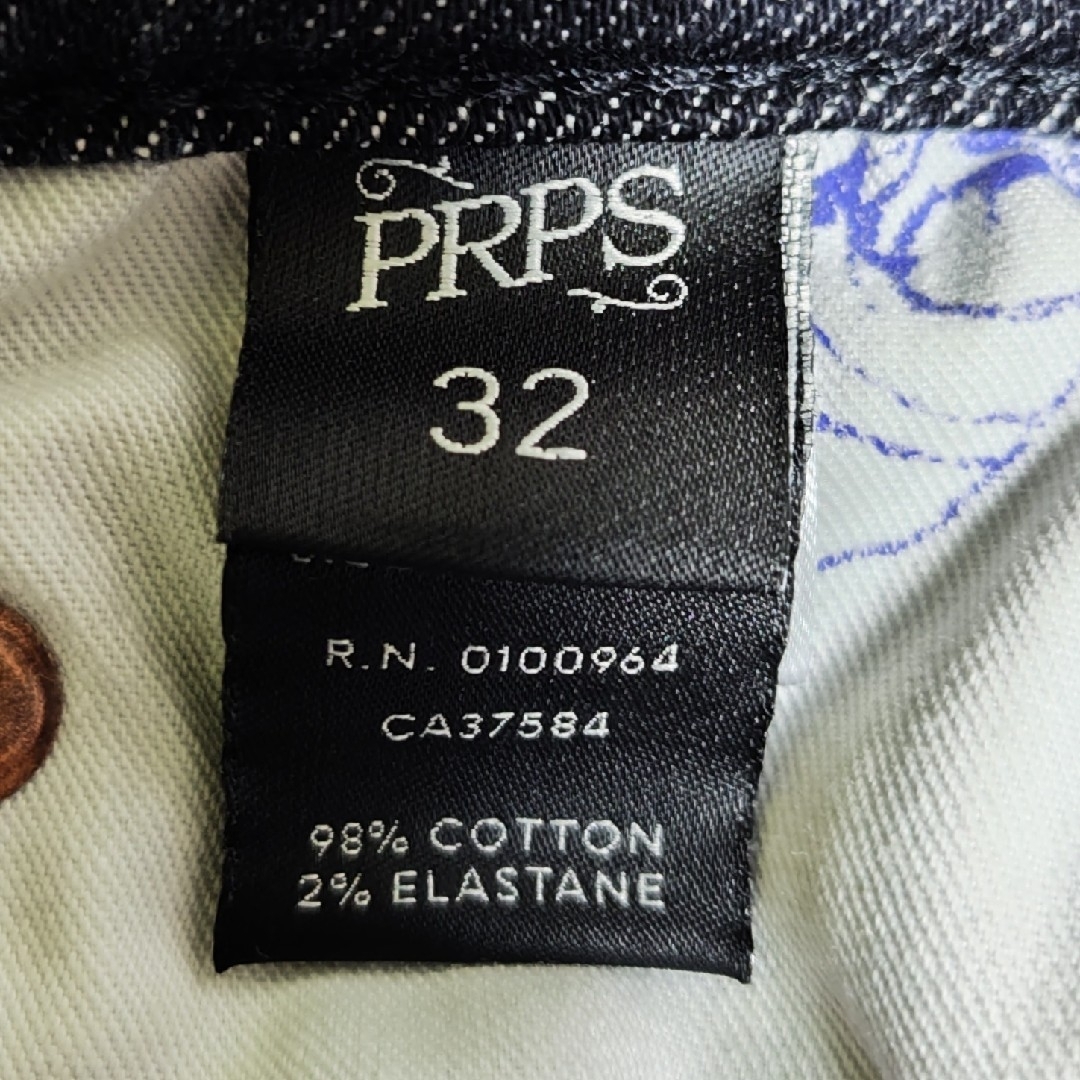 PRPS
32
R.N. 0100964
CA37584
98% COTTON
2% ELASTANE